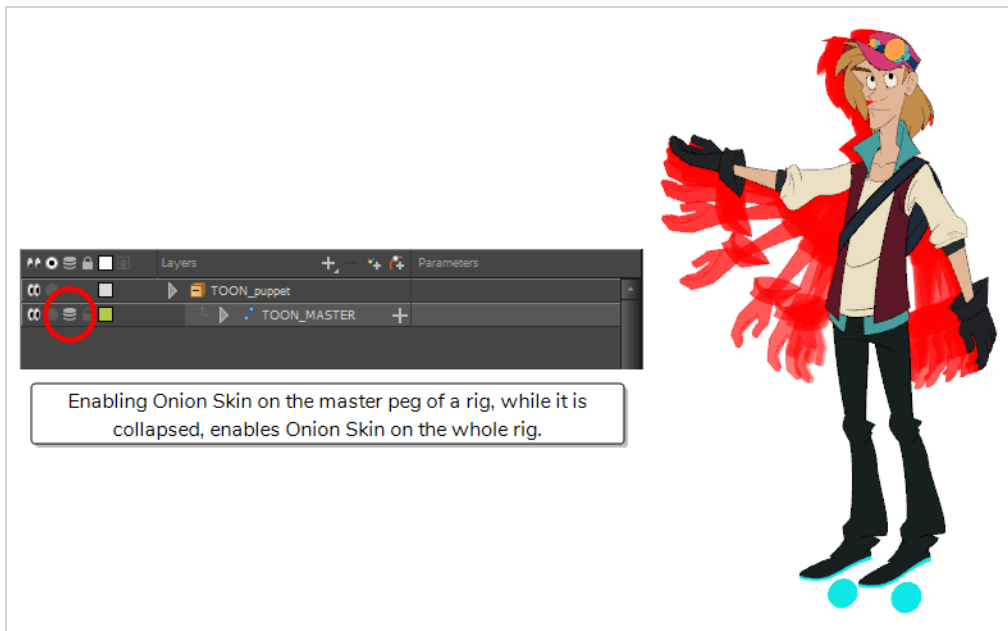 Layers
Parameters
TOON_puppet
TOON_MASTER
Enabling Onion Skin on the master peg of a rig, while it is
collapsed, enables Onion Skin on the whole rig.